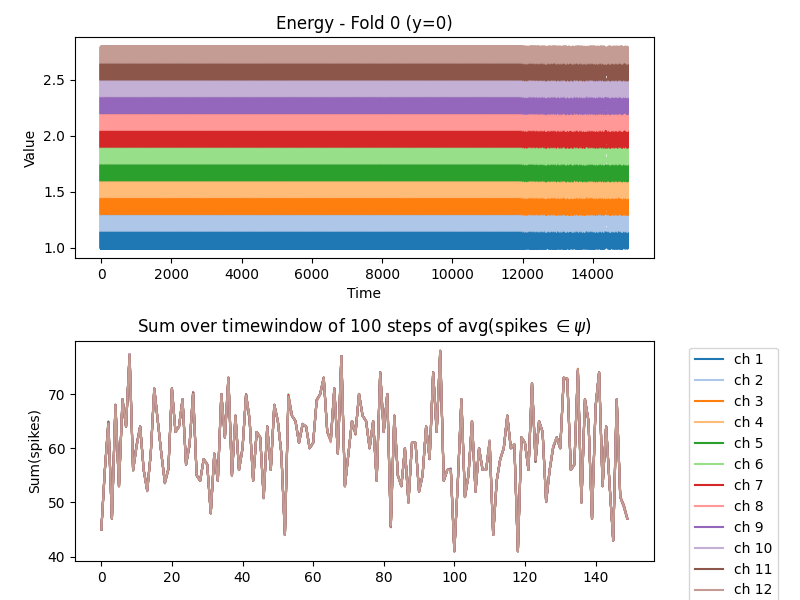 Energy - Fold 0 (y=0)
Value
2.5
2.0
1.5
1.0
0 2000 4000 6000 8000 10000 12000 14000
Time
Sum over timewindow of 100 steps of avg(spikes ∈ ψ)
Sum(spikes)
70
60
50
40
0 20 40 60 80 100 120 140
ch 1
ch 2
ch 3
ch 4
ch 5
ch 6
ch 7
ch 8
ch 9
ch 10
ch 11
ch 12